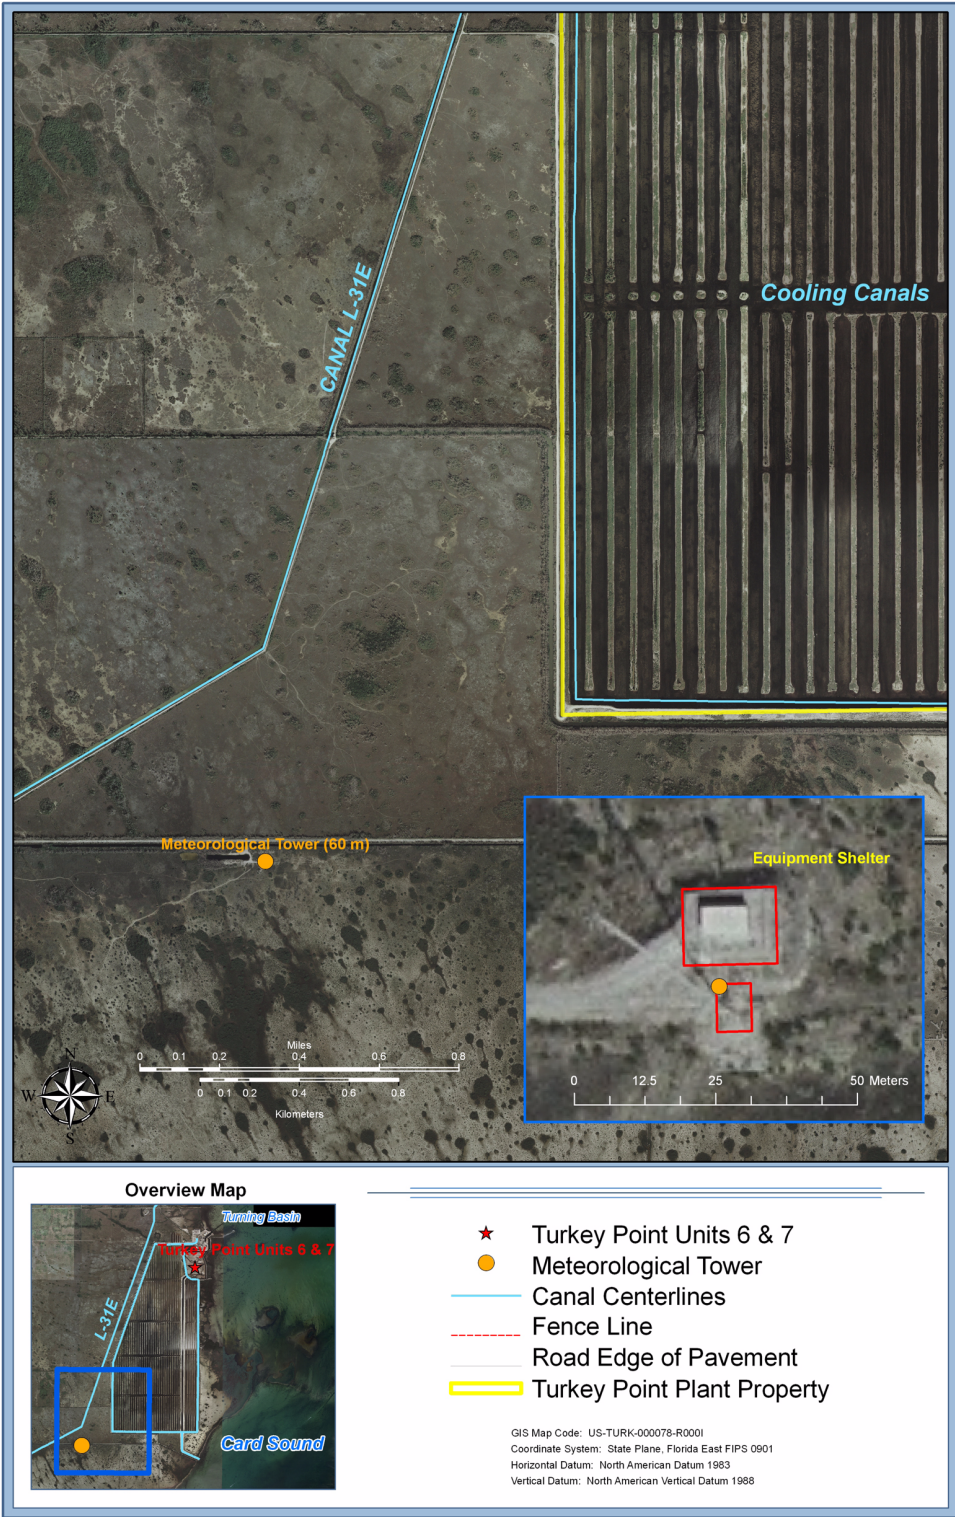 CANAL L-31E
Cooling Canals
Meteorological Tower (60 m)
Equipment Shelter
Miles
0 0.1 0.2 0.4 0.6 0.8
0 0.1 0.2 0.4 0.6 0.8
Kilometers
N
W E
S
0 12.5 25 50 Meters
Overview Map
Turning Basin
Turkey Point Units 6 & 7
L-31E
Card Sound
Turkey Point Units 6 & 7
Meteorological Tower
Canal Centerlines
Fence Line
Road Edge of Pavement
Turkey Point Plant Property
GIS Map Code: US-TURK-000078-R000I
Coordinate System: State Plane, Florida East FIPS 0901
Horizontal Datum: North American Datum 1983
Vertical Datum: North American Vertical Datum 1988